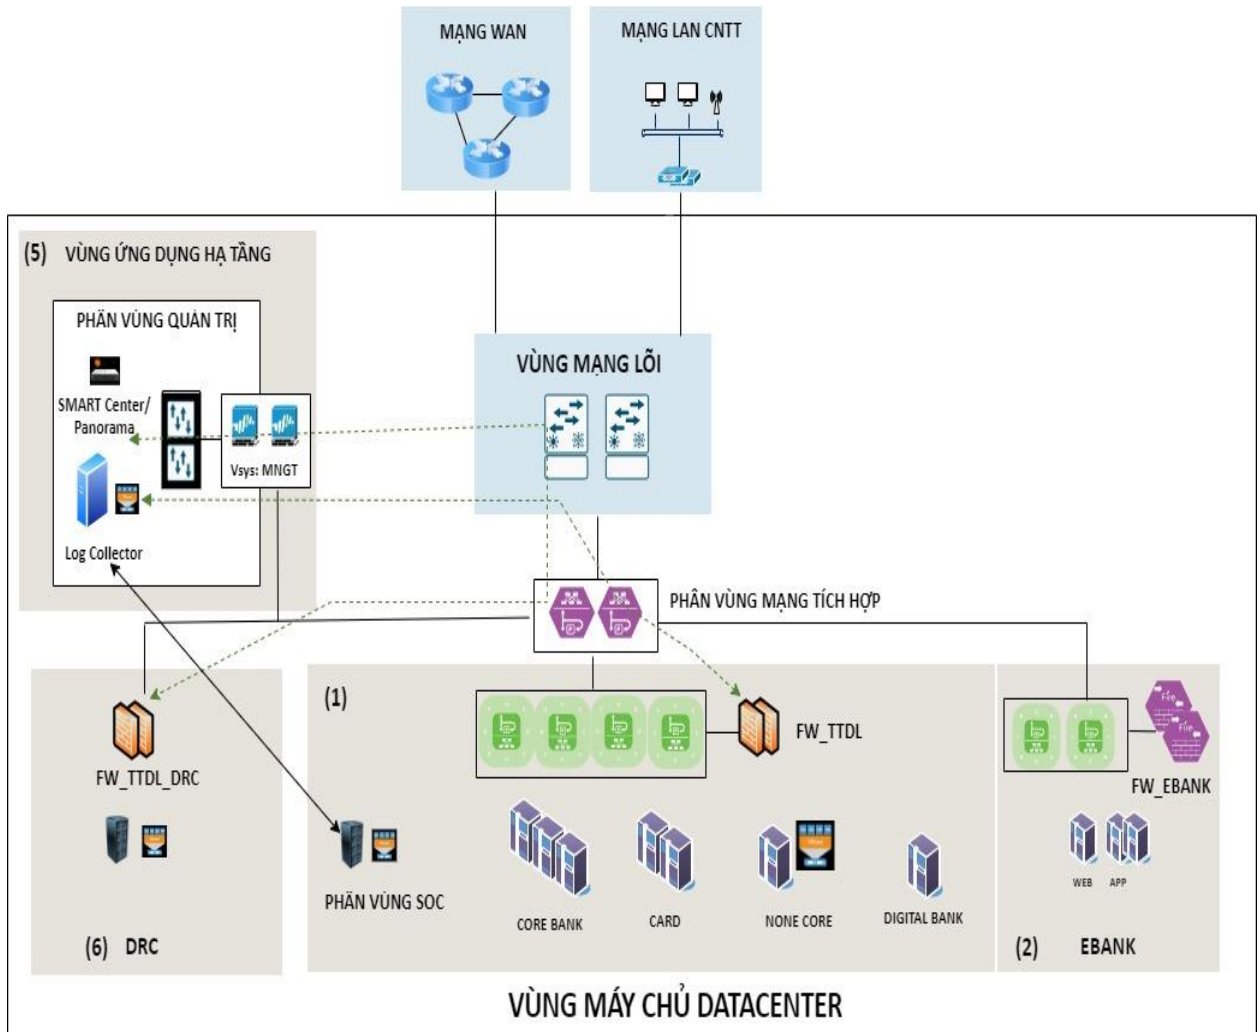 MẠNG WAN
MẠNG LAN CNTT
(5) VÙNG ỨNG DỤNG HẠ TẦNG
PHÂN VÙNG QUẢN TRỊ
SMART Center/
Panorama
Vsys: MNGT
Log Collector
VÙNG MẠNG LÕI
PHÂN VÙNG MẠNG TÍCH HỢP
FW_TTDL_DRC
(6) DRC
(1)
FW_TTDL
PHÂN VÙNG SOC
CORE BANK
CARD
NONE CORE
DIGITAL BANK
Fire
Fire
FW_EBANK
WEB
APP
(2) EBANK
VÙNG MÁY CHỦ DATACENTER